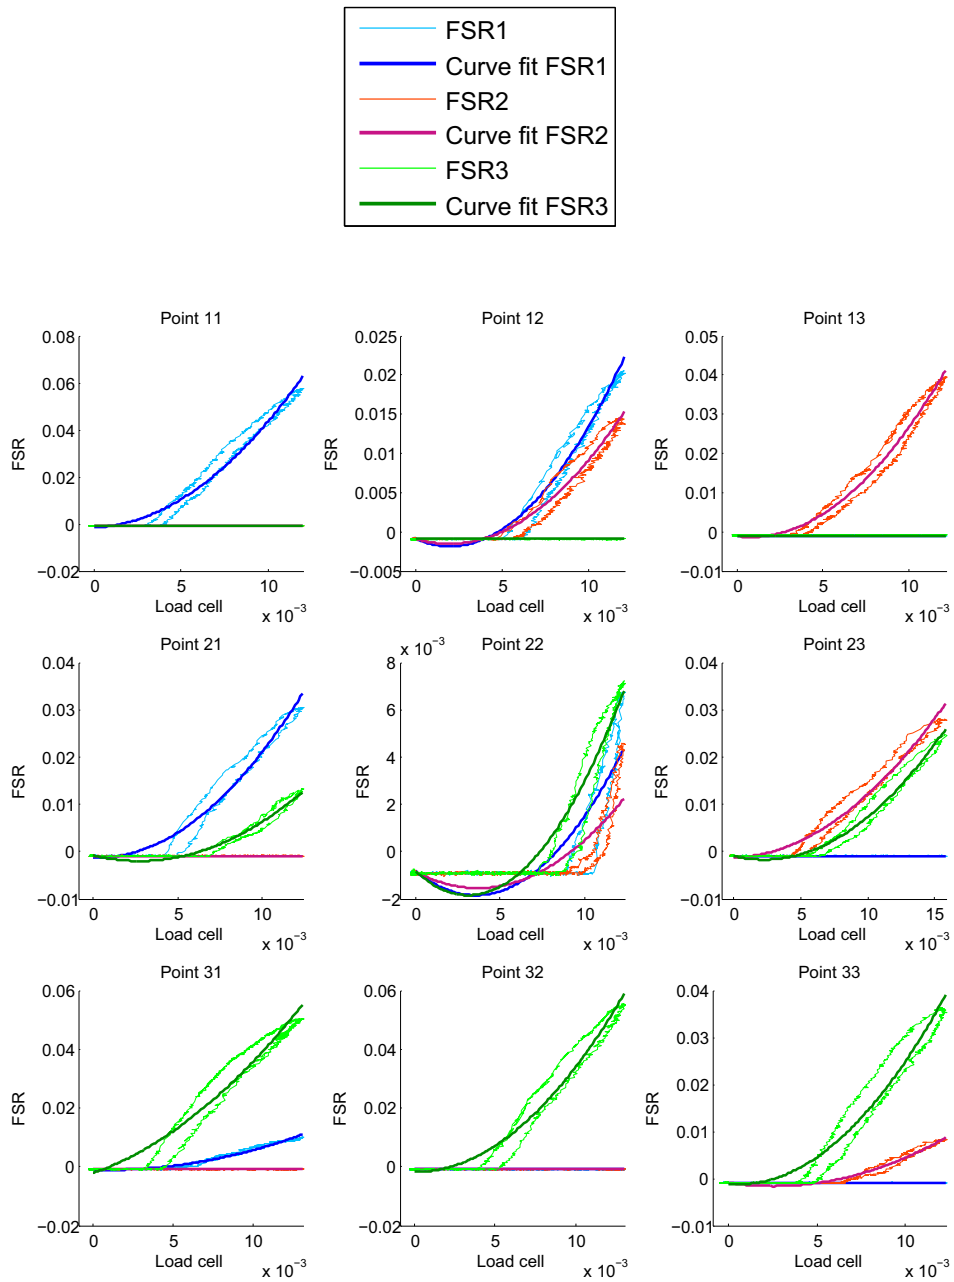 FSR1
Curve fit FSR1
FSR2
Curve fit FSR2
FSR3
Curve fit FSR3
Point 11
0.08
0.06
0.04
0.02
0
−0.02
FSR
0
5
10
Load cell
x 10⁻³
Point 12
0.025
0.02
0.015
0.01
0.005
0
−0.005
FSR
0
5
10
Load cell
x 10⁻³
Point 13
0.05
0.04
0.03
0.02
0.01
0
−0.01
FSR
0
5
10
Load cell
x 10⁻³
Point 21
0.04
0.03
0.02
0.01
0
−0.01
FSR
0
5
10
Load cell
x 10⁻³
Point 22
x 10⁻³
8
6
4
2
0
−2
FSR
0
5
10
Load cell
x 10⁻³
Point 23
0.04
0.03
0.02
0.01
0
−0.01
FSR
0
5
10
15
Load cell
x 10⁻³
Point 31
0.06
0.04
0.02
0
−0.02
FSR
0
5
10
Load cell
x 10⁻³
Point 32
0.06
0.04
0.02
0
−0.02
FSR
0
5
10
Load cell
x 10⁻³
Point 33
0.04
0.03
0.02
0.01
0
−0.01
FSR
0
5
10
Load cell
x 10⁻³